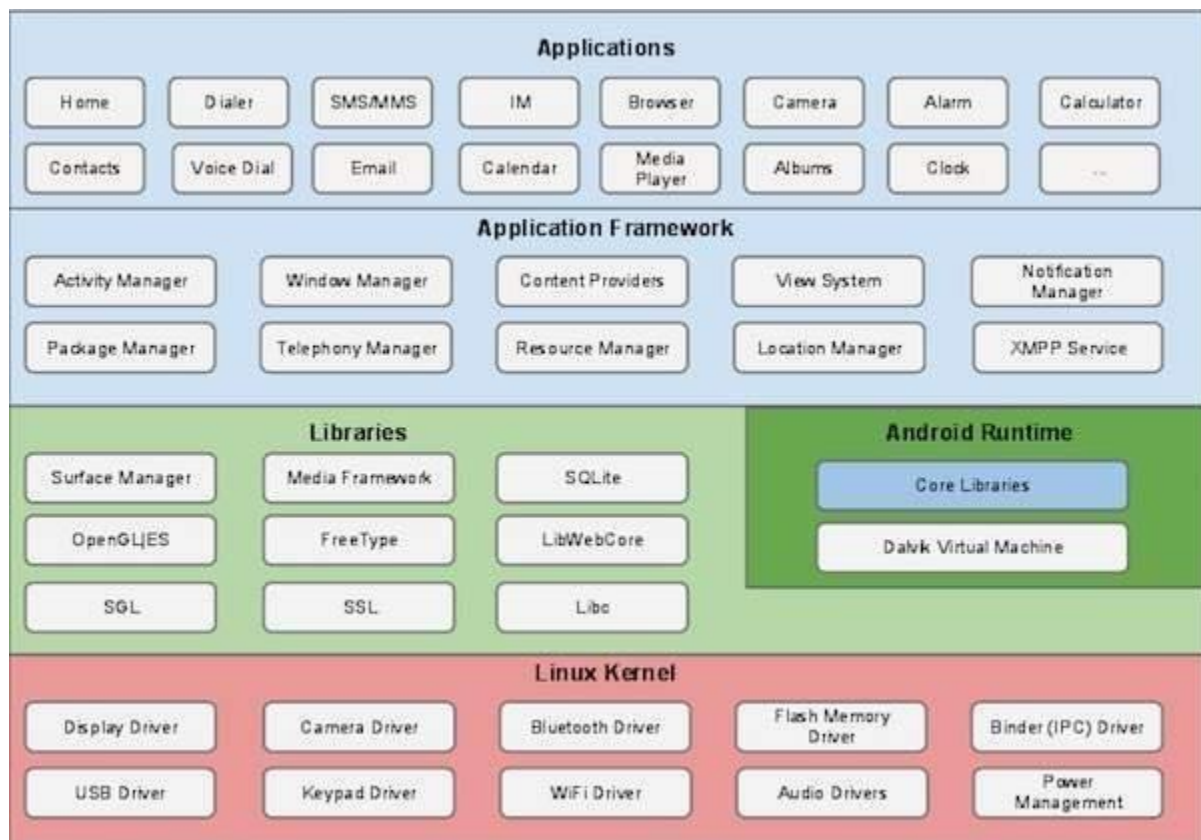 Applications
Home
Dialer
SMS/MMS
IM
Browser
Camera
Alarm
Calculator
Contacts
Voice Dial
Email
Calendar
Media
Player
Albums
Clock
...
Application Framework
Activity Manager
Window Manager
Content Providers
View System
Notification
Manager
Package Manager
Telephony Manager
Resource Manager
Location Manager
XMPP Service
Libraries
Surface Manager
Media Framework
SQLite
OpenGL|ES
FreeType
LibWebCore
SGL
SSL
Libc
Android Runtime
Core Libraries
Dalvik Virtual Machine
Linux Kernel
Display Driver
Camera Driver
Bluetooth Driver
Flash Memory
Driver
Binder (IPC) Driver
USB Driver
Keypad Driver
WiFi Driver
Audio Drivers
Power
Management